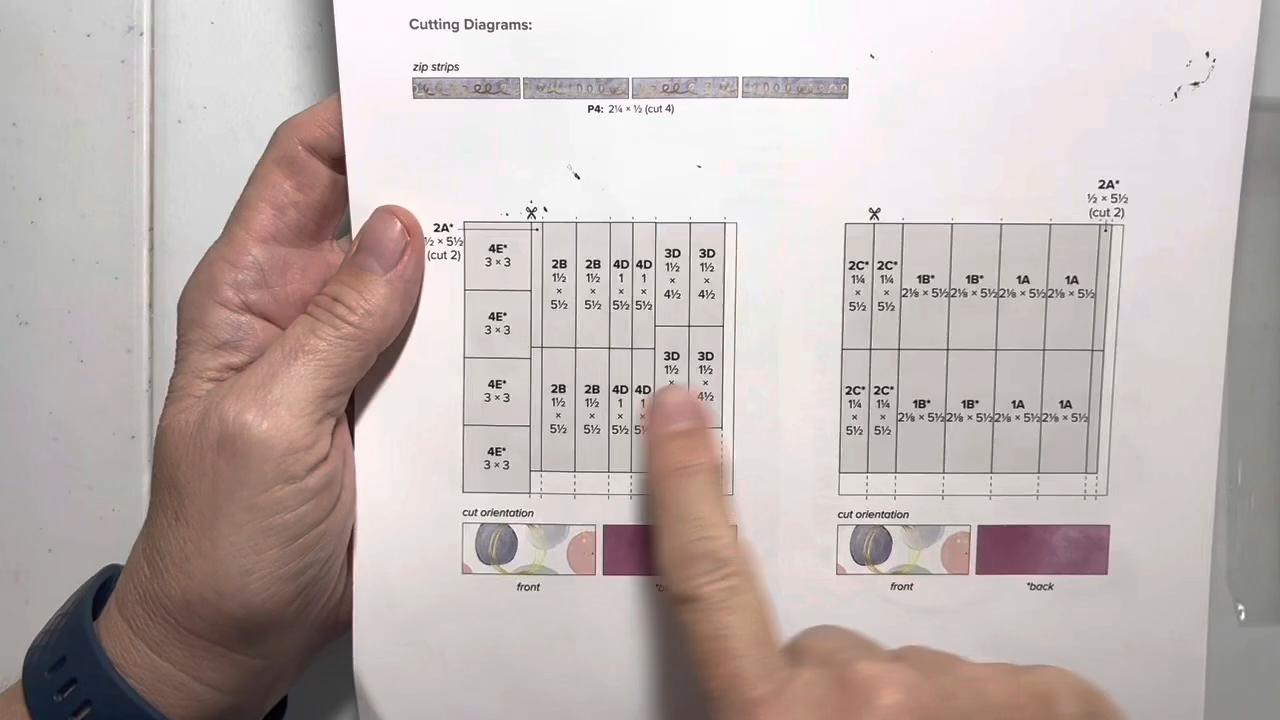 Cutting Diagrams:
zip strips
P4: 2¼ × ½ (cut 4)
2A*
½ × 5½
(cut 2)
4E*
3 × 3
4E*
3 × 3
4E*
3 × 3
4E*
3 × 3
2B
1½
×
5½
2B
1½
×
5½
4D
1
×
5½
4D
1
×
5½
3D
1½
×
4½
3D
1½
×
4½
2B
1½
×
5½
2B
1½
×
5½
4D
1
×
5½
4D
1
×
3D
1½
×
3D
1½
×
4½
cut orientation
front
2A*
½ × 5½
(cut 2)
2C*
1¼
×
5½
2C*
1¼
×
5½
1B*
2⅛ × 5½
1B*
2⅛ × 5½
1A
2⅛ × 5½
1A
2⅛ × 5½
2C*
1¼
×
5½
2C*
1¼
×
5½
1B*
2⅛ × 5½
1B*
2⅛ × 5½
1A
2⅛ × 5½
1A
2⅛ × 5½
cut orientation
front
*back